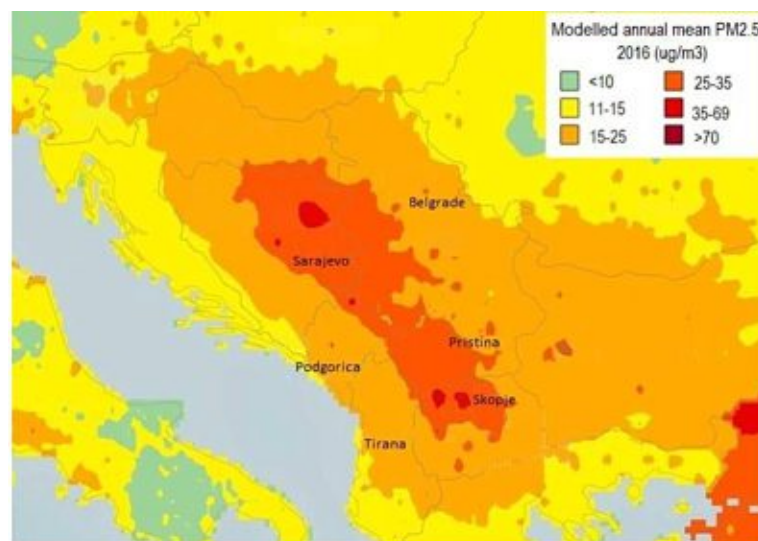 Modelled annual mean PM2.5
2016 (ug/m3)
<10
25-35
11-15
35-69
15-25
>70
Belgrade
Sarajevo
Pristina
Podgorica
Skopje
Tirana